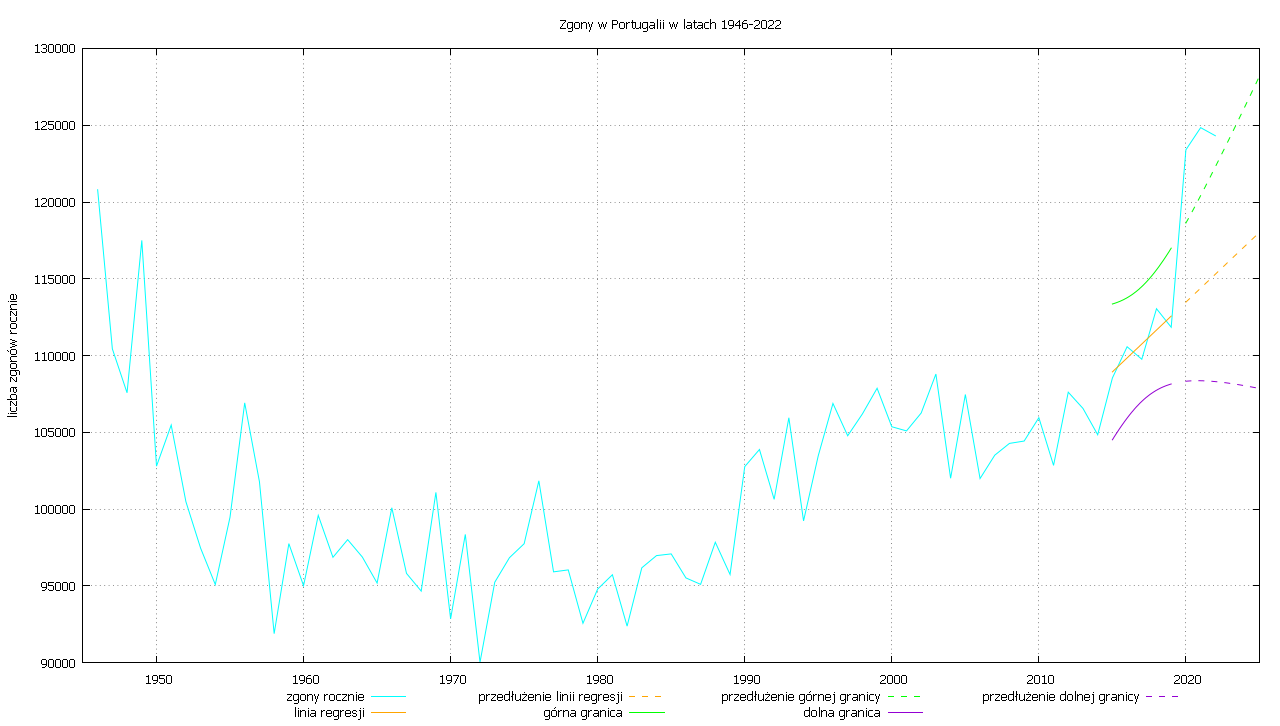 Zgony w Portugalii w latach 1946-2022
130000
125000
120000
115000
110000
105000
100000
95000
90000
liczba zgonów rocznie
1950 1960 1970 1980 1990 2000 2010 2020
zgony rocznie przedłużenie linii regresji przedłużenie górnej granicy przedłużenie dolnej granicy
linia regresji górna granica dolna granica